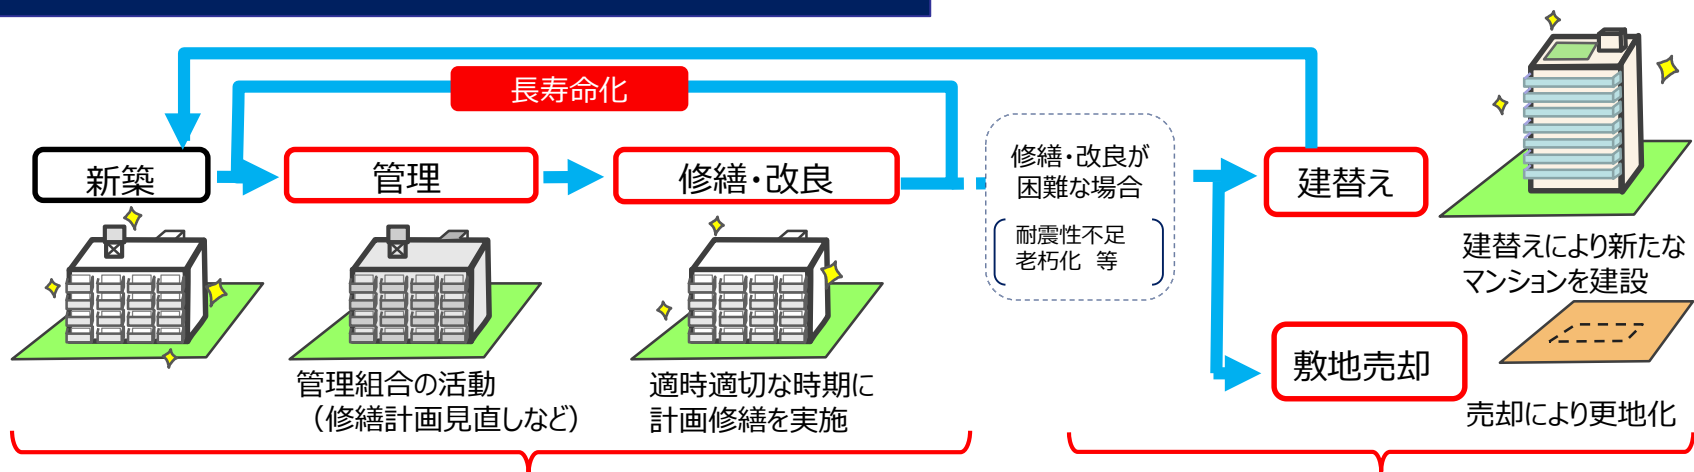 長寿命化
新築
管理
修繕・改良
修繕・改良が
困難な場合
耐震性不足
老朽化 等
建替え
敷地売却
管理組合の活動
（修繕計画見直しなど）
適時適切な時期に
計画修繕を実施
建替えにより新たな
マンションを建設
売却により更地化